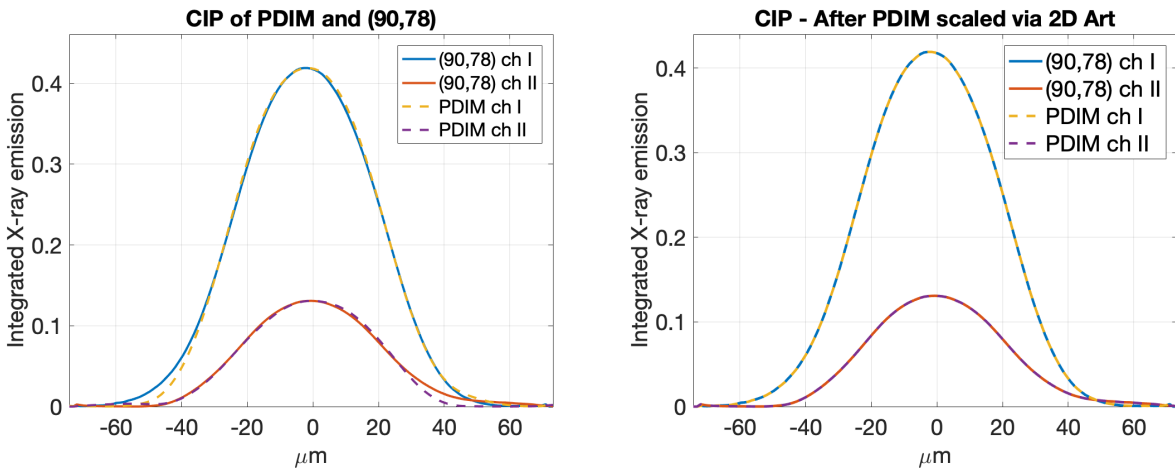 CIP of PDIM and (90,78)
(90,78) ch I
(90,78) ch II
PDIM ch I
PDIM ch II
Integrated X-ray emission
0.4
0.3
0.2
0.1
0
-60 -40 -20 0 20 40 60
μm
CIP - After PDIM scaled via 2D Art
(90,78) ch I
(90,78) ch II
PDIM ch I
PDIM ch II
Integrated X-ray emission
0.4
0.3
0.2
0.1
0
-60 -40 -20 0 20 40 60
μm